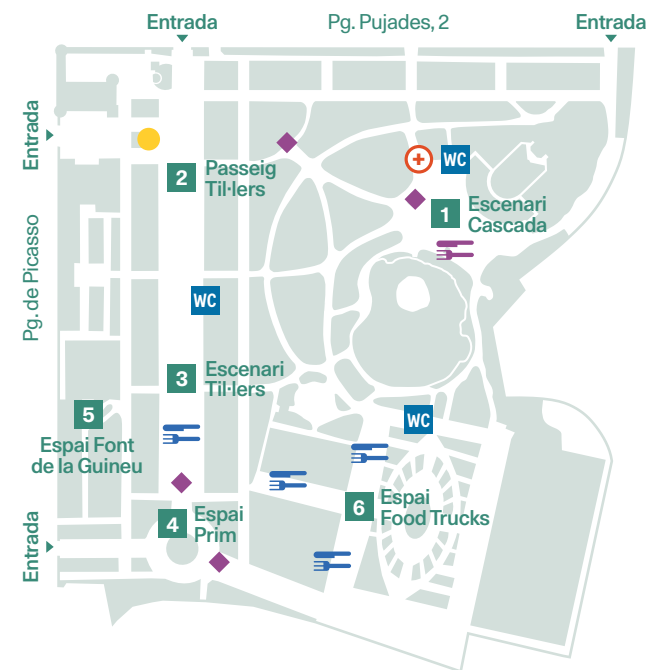 Entrada
Pg. Pujades, 2
Entrada
Entrada
2
Passeig
Til·lers
WC
1
Escenari
Cascada
Pg. de Picasso
WC
3
Escenari
Til·lers
5
Espai Font
de la Guineu
WC
6
Espai
Food Trucks
4
Espai
Prim
Entrada